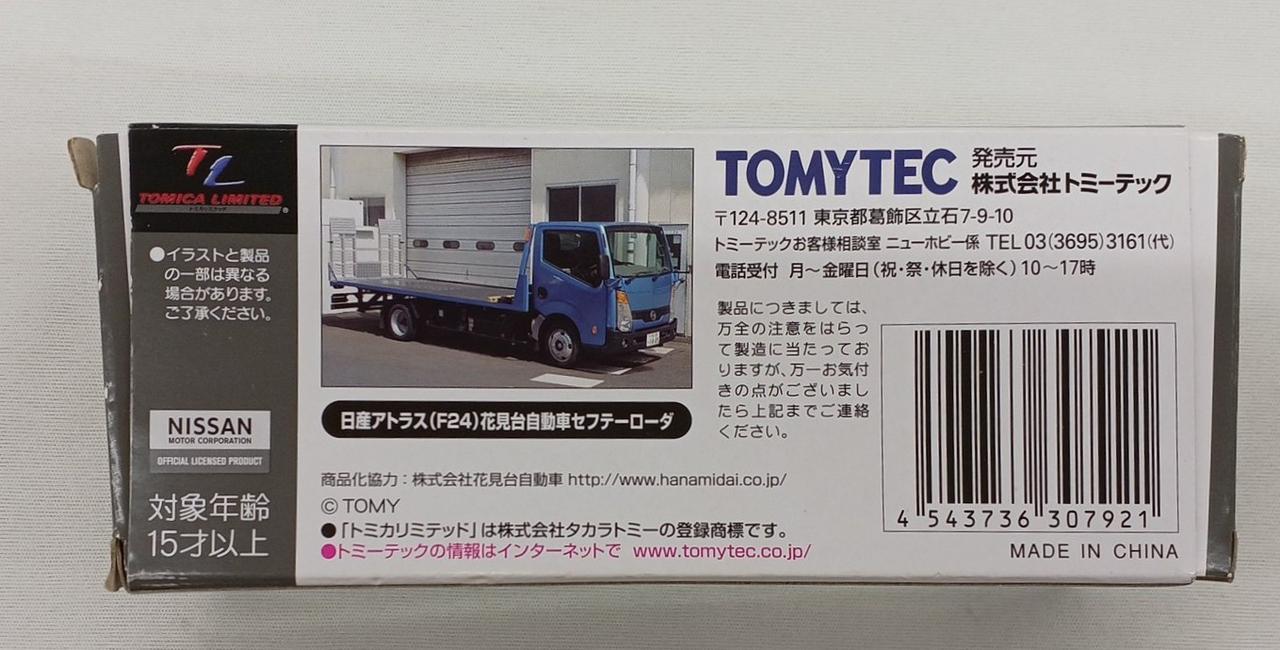 TL
TOMICA LIMITED
トミカリミテッド
●イラストと製品
の一部は異なる
場合があります。
ご了承ください。
NISSAN
MOTOR CORPORATION
OFFICIAL LICENSED PRODUCT
対象年齢
15才以上
日産アトラス(F24)花見台自動車セフテーローダ
商品化協力：株式会社花見台自動車 http://www.hanamidai.co.jp/
© TOMY
●「トミカリミテッド」は株式会社タカラトミーの登録商標です。
●トミーテックの情報はインターネットで www.tomytec.co.jp/
TOMYTEC 発売元
株式会社トミーテック
〒124-8511 東京都葛飾区立石7-9-10
トミーテックお客様相談室 ニューホビー係 TEL 03(3695)3161(代)
電話受付 月〜金曜日(祝・祭・休日を除く)10〜17時
製品につきましては、
万全の注意をはらっ
て製造に当たってお
りますが、万一お気付
きの点がございまし
たら上記までご連絡
ください。
4 543736 307921
MADE IN CHINA